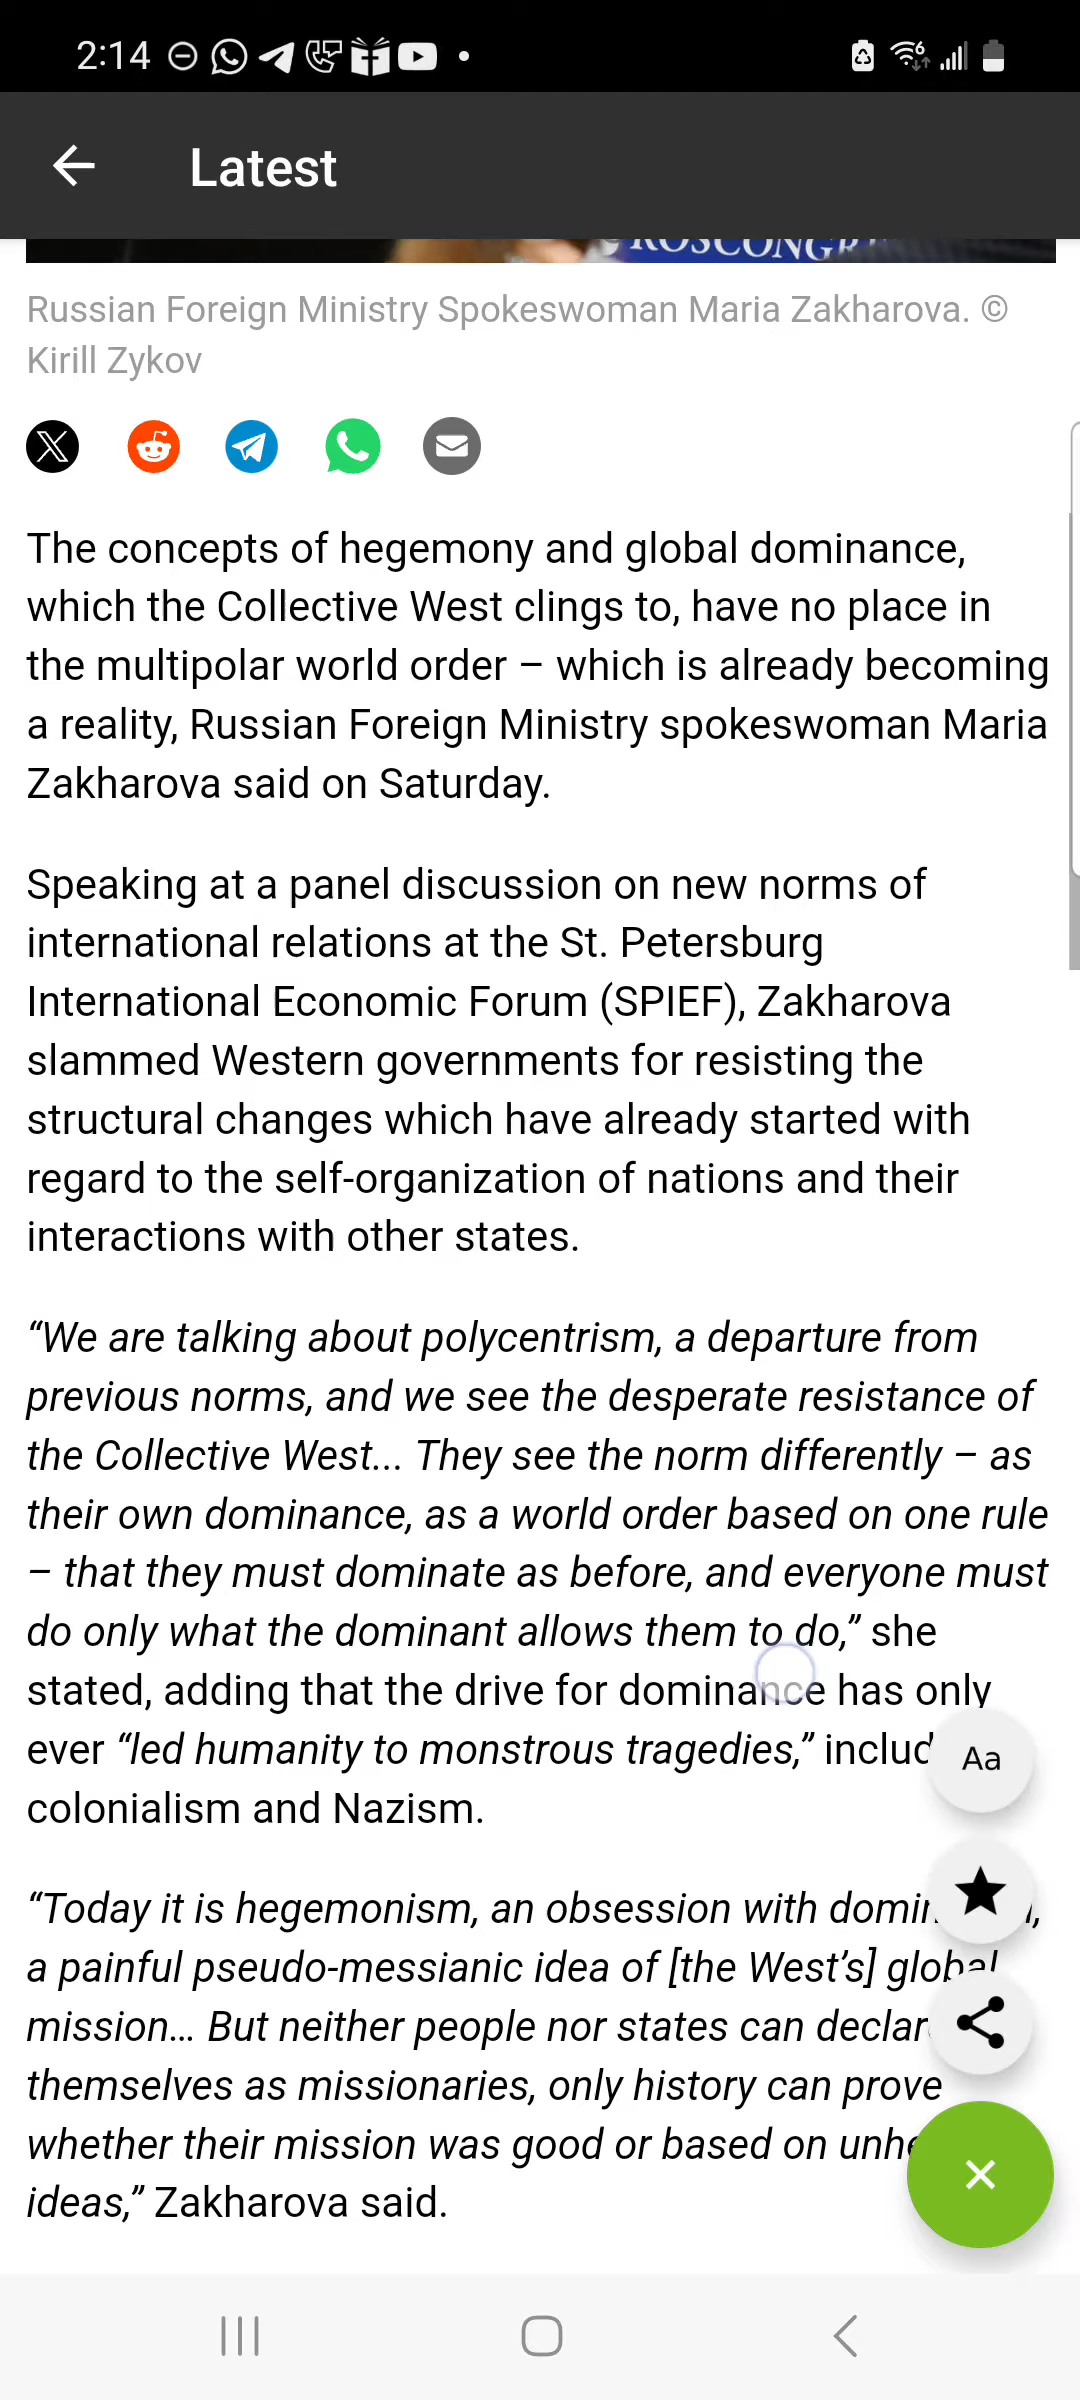 2:14
Latest
ROSCONGR
Russian Foreign Ministry Spokeswoman Maria Zakharova. ©
Kirill Zykov
The concepts of hegemony and global dominance,
which the Collective West clings to, have no place in
the multipolar world order – which is already becoming
a reality, Russian Foreign Ministry spokeswoman Maria
Zakharova said on Saturday.
Speaking at a panel discussion on new norms of
international relations at the St. Petersburg
International Economic Forum (SPIEF), Zakharova
slammed Western governments for resisting the
structural changes which have already started with
regard to the self-organization of nations and their
interactions with other states.
“We are talking about polycentrism, a departure from
previous norms, and we see the desperate resistance of
the Collective West... They see the norm differently – as
their own dominance, as a world order based on one rule
– that they must dominate as before, and everyone must
do only what the dominant allows them to do,” she
stated, adding that the drive for dominance has only
ever “led humanity to monstrous tragedies,” includ
Aa
colonialism and Nazism.
“Today it is hegemonism, an obsession with
a painful pseudo-messianic idea of [the West’s] global
mission... But neither people nor states can declar
themselves as missionaries, only history can prove
whether their mission was good or based on
ideas,” Zakharova said.